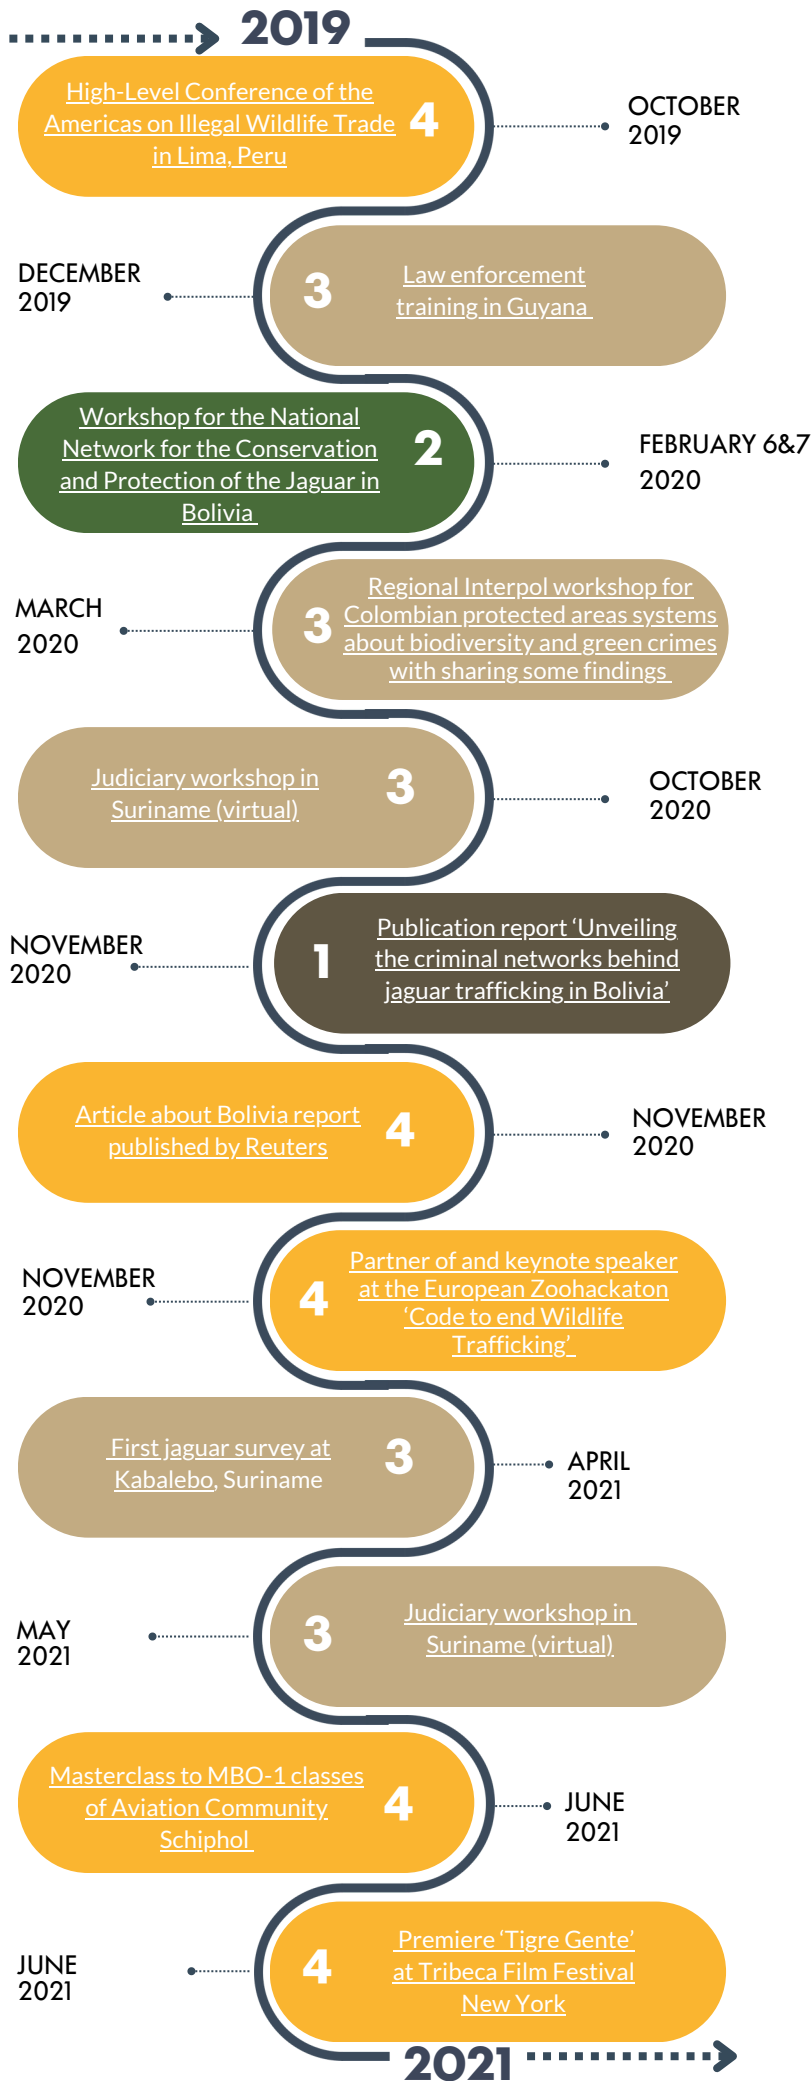 2019
High-Level Conference of the
Americas on Illegal Wildlife Trade
in Lima, Peru
4
OCTOBER
2019
DECEMBER
2019
3
Law enforcement
training in Guyana
Workshop for the National
Network for the Conservation
and Protection of the Jaguar in
Bolivia
2
FEBRUARY 6&7
2020
MARCH
2020
3
Regional Interpol workshop for
Colombian protected areas systems
about biodiversity and green crimes
with sharing some findings
Judiciary workshop in
Suriname (virtual)
3
OCTOBER
2020
NOVEMBER
2020
1
Publication report ‘Unveiling
the criminal networks behind
jaguar trafficking in Bolivia’
Article about Bolivia report
published by Reuters
4
NOVEMBER
2020
NOVEMBER
2020
4
Partner of and keynote speaker
at the European Zoohackaton
‘Code to end Wildlife
Trafficking’
First jaguar survey at
Kabalebo, Suriname
3
APRIL
2021
MAY
2021
3
Judiciary workshop in
Suriname (virtual)
Masterclass to MBO-1 classes
of Aviation Community
Schiphol
4
JUNE
2021
JUNE
2021
4
Premiere ‘Tigre Gente’
at Tribeca Film Festival
New York
2021